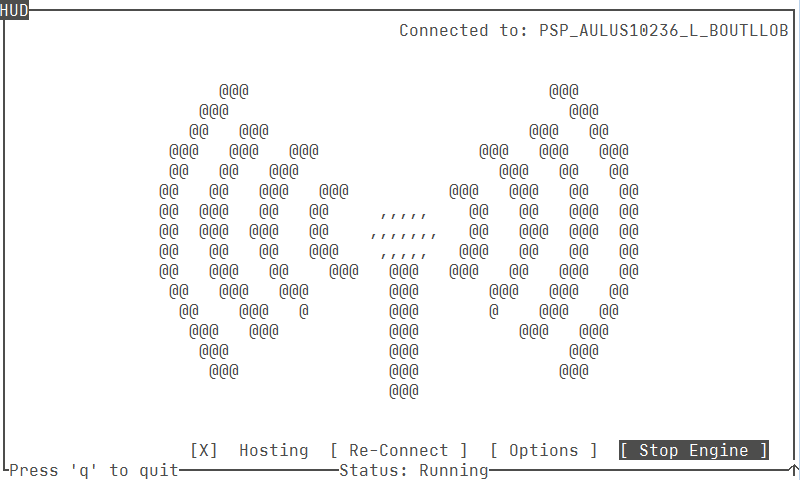 HUD
Connected to: PSP_AULUS10236_L_BOUTLLOB
[X] Hosting [ Re-Connect ] [ Options ] [ Stop Engine ]
Press 'q' to quit Status: Running